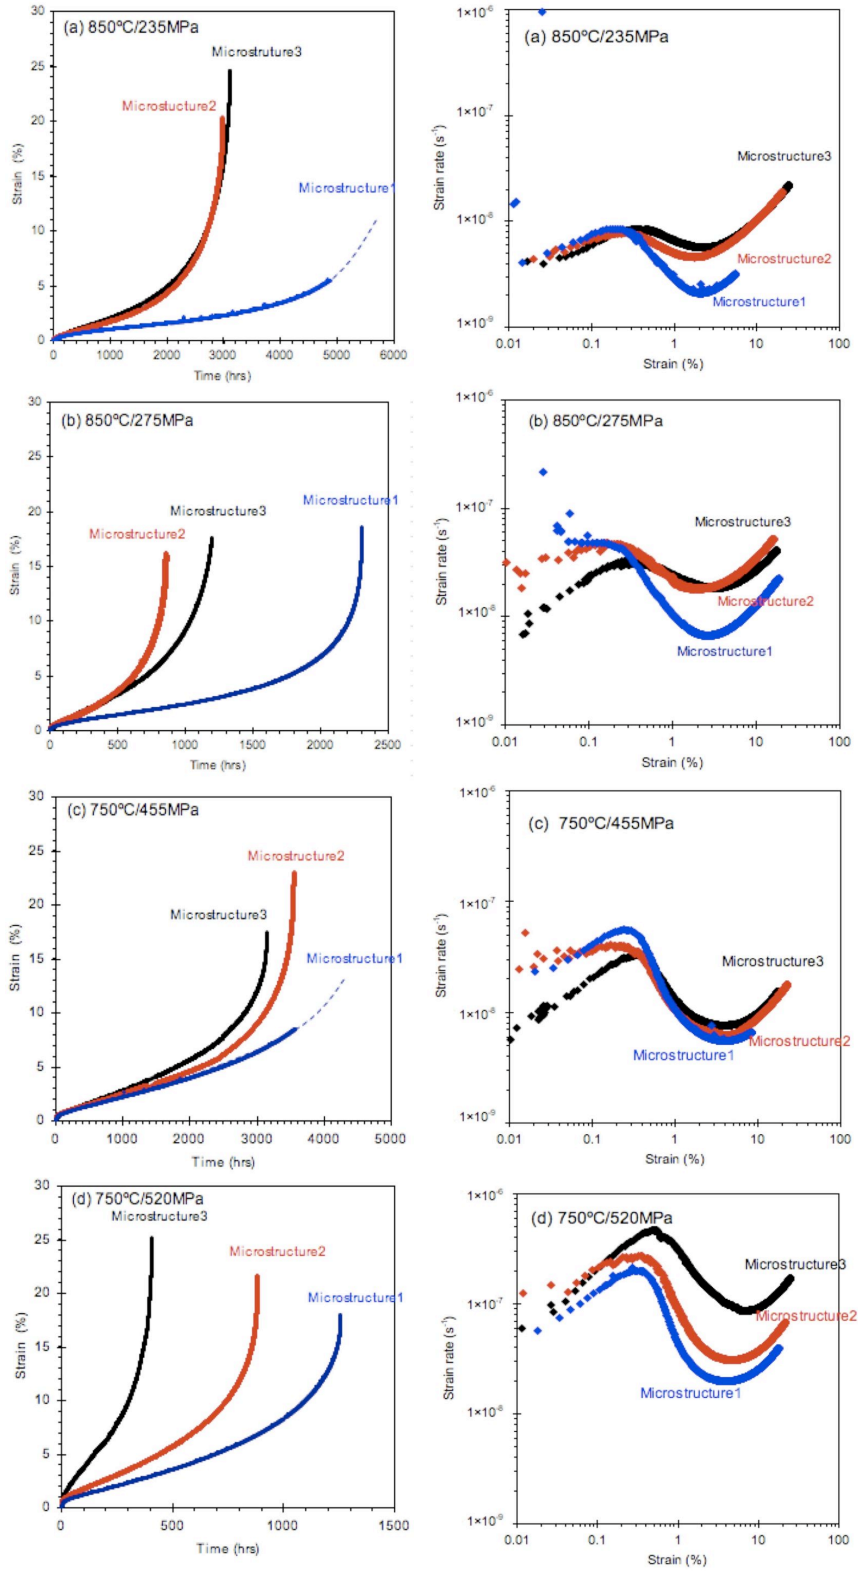 30
(a) 850ºC/235MPa
Microstruture3
25
Microstucture2
20
Strain (%)
15
Microstructure1
10
5
0
0 1000 2000 3000 4000 5000 6000
Time (hrs)
1×10⁻⁶
(a) 850ºC/235MPa
1×10⁻⁷
Strain rate (s⁻¹)
Microstructure3
1×10⁻⁸
Microstructure2
Microstructure1
1×10⁻⁹
0.01 0.1 1 10 100
Strain (%)
30
(b) 850ºC/275MPa
25
20
Microstructure1
Microstructure3
Microstructure2
Strain (%)
15
10
5
0
0 500 1000 1500 2000 2500
Time (hrs)
1×10⁻⁶
(b) 850ºC/275MPa
1×10⁻⁷
Microstructure3
Strain rate (s⁻¹)
Microstructure2
1×10⁻⁸
Microstructure1
1×10⁻⁹
0.01 0.1 1 10 100
Strain (%)
30
(c) 750ºC/455MPa
25
Microstructure2
20
Microstructure3
Strain (%)
15
Microstructure1
10
5
0
0 1000 2000 3000 4000 5000
Time (hrs)
1×10⁻⁶
(c) 750ºC/455MPa
1×10⁻⁷
Strain rate (s⁻¹)
Microstructure3
1×10⁻⁸
Microstructure2
Microstructure1
1×10⁻⁹
0.01 0.1 1 10 100
Strain (%)
30
(d) 750ºC/520MPa
Microstructure3
25
Microstructure2
20
Microstructure1
Strain (%)
15
10
5
0
0 500 1000 1500
Time (hrs)
1×10⁻⁶
(d) 750ºC/520MPa
Microstructure3
1×10⁻⁷
Microstructure2
Strain rate (s⁻¹)
Microstructure1
1×10⁻⁸
1×10⁻⁹
0.01 0.1 1 10 100
Strain (%)